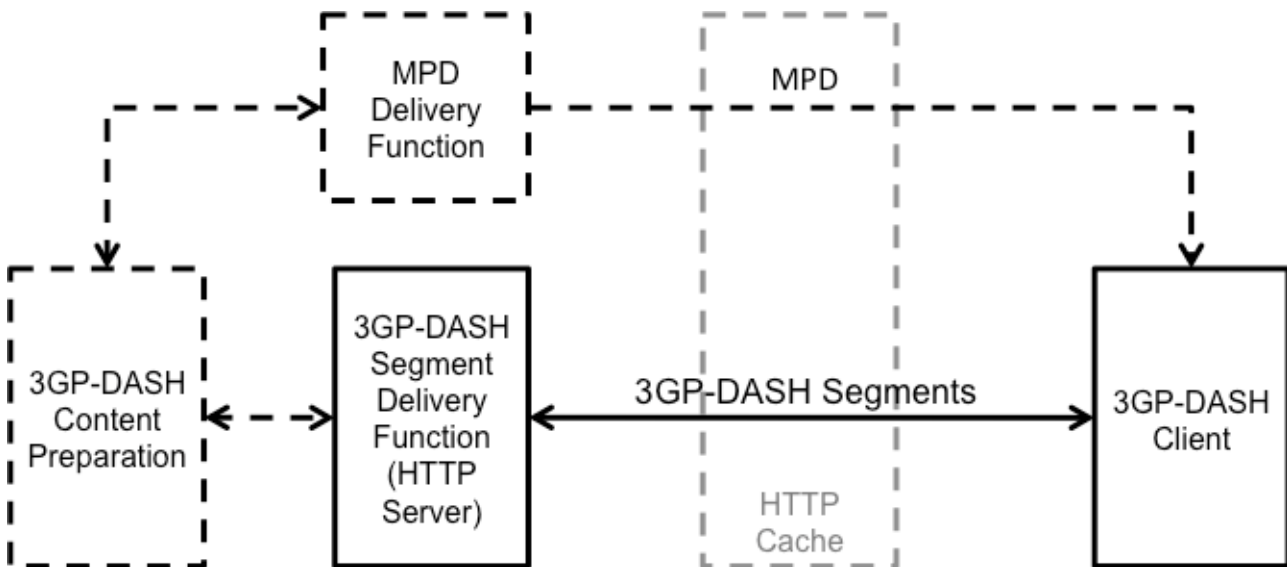 MPD
Delivery
Function
MPD
3GP-DASH
Content
Preparation
3GP-DASH
Segment
Delivery
Function
(HTTP
Server)
3GP-DASH Segments
HTTP
Cache
3GP-DASH
Client